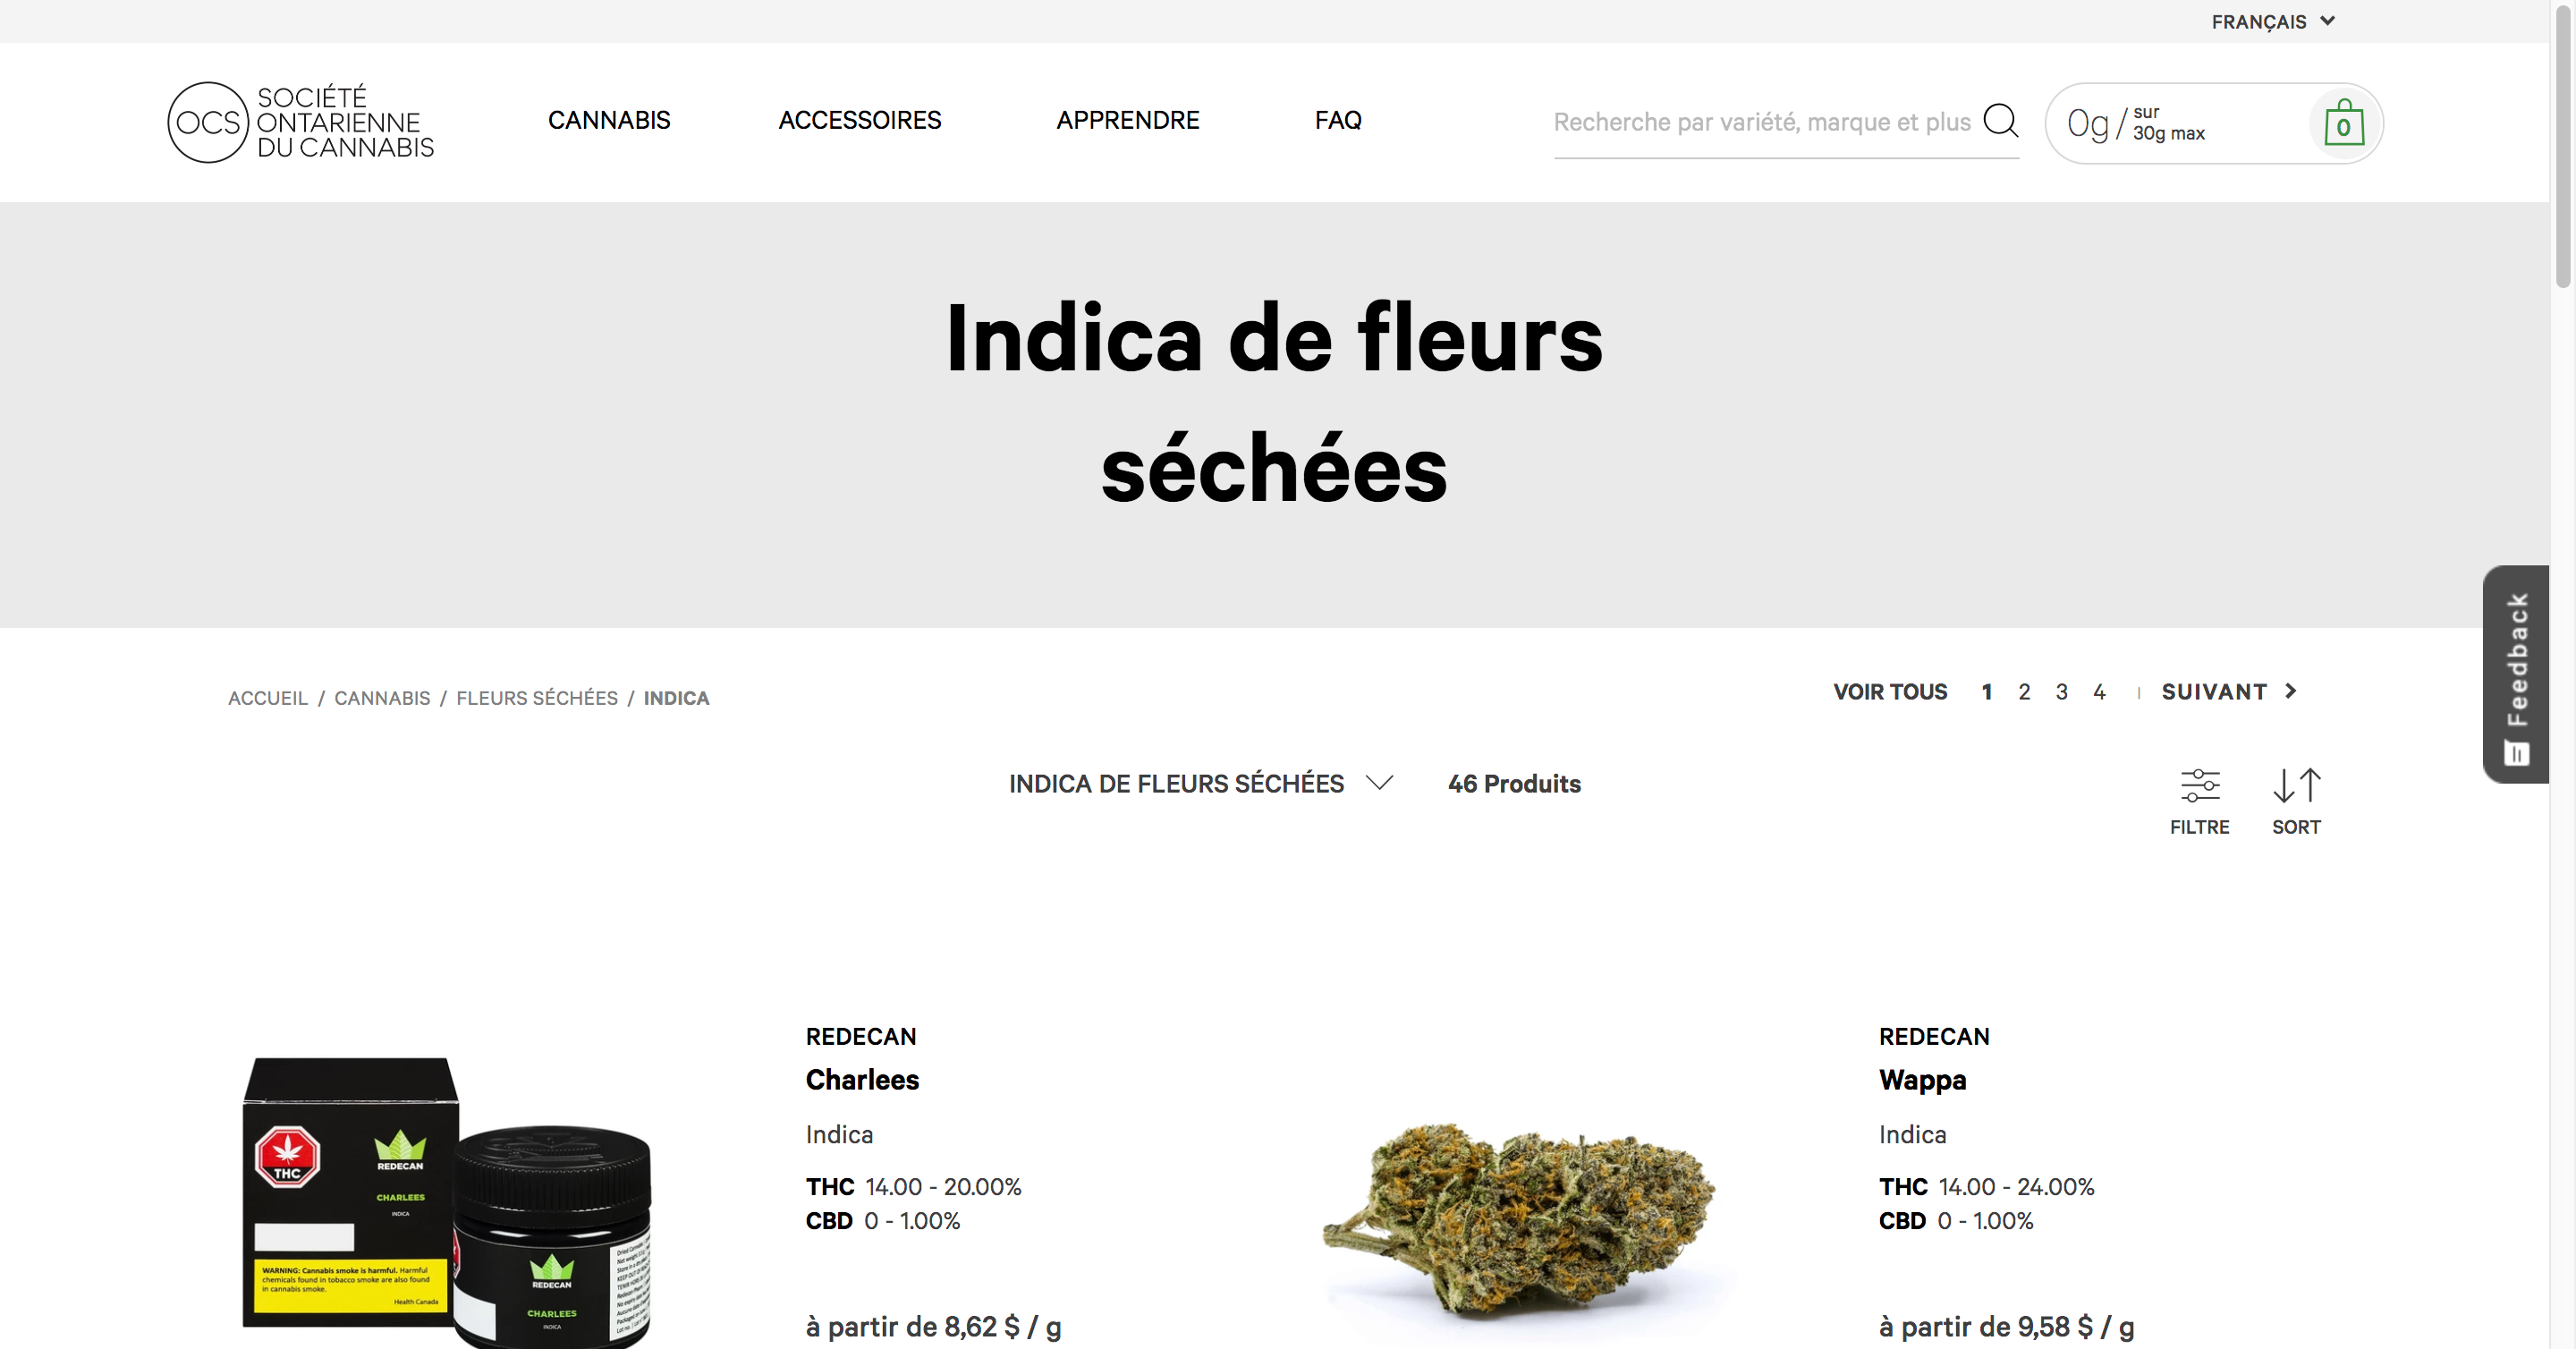 FRANÇAIS
OCS
SOCIÉTÉ
ONTARIENNE
DU CANNABIS
CANNABIS
ACCESSOIRES
APPRENDRE
FAQ
Recherche par variété, marque et plus
0g / sur
30g max
0
Indica de fleurs
séchées
Feedback
ACCUEIL / CANNABIS / FLEURS SÉCHÉES / INDICA
VOIR TOUS 1 2 3 4 | SUIVANT
INDICA DE FLEURS SÉCHÉES
46 Produits
FILTRE
SORT
THC
REDECAN
CHARLEES
INDICA
WARNING: Cannabis smoke is harmful. Harmful
chemicals found in tobacco smoke are also found
in cannabis smoke.
Health Canada
REDECAN
CHARLEES
INDICA
REDECAN
Charlees
Indica
THC 14.00 - 20.00%
CBD 0 - 1.00%
à partir de 8,62 $ / g
REDECAN
Wappa
Indica
THC 14.00 - 24.00%
CBD 0 - 1.00%
à partir de 9,58 $ / g